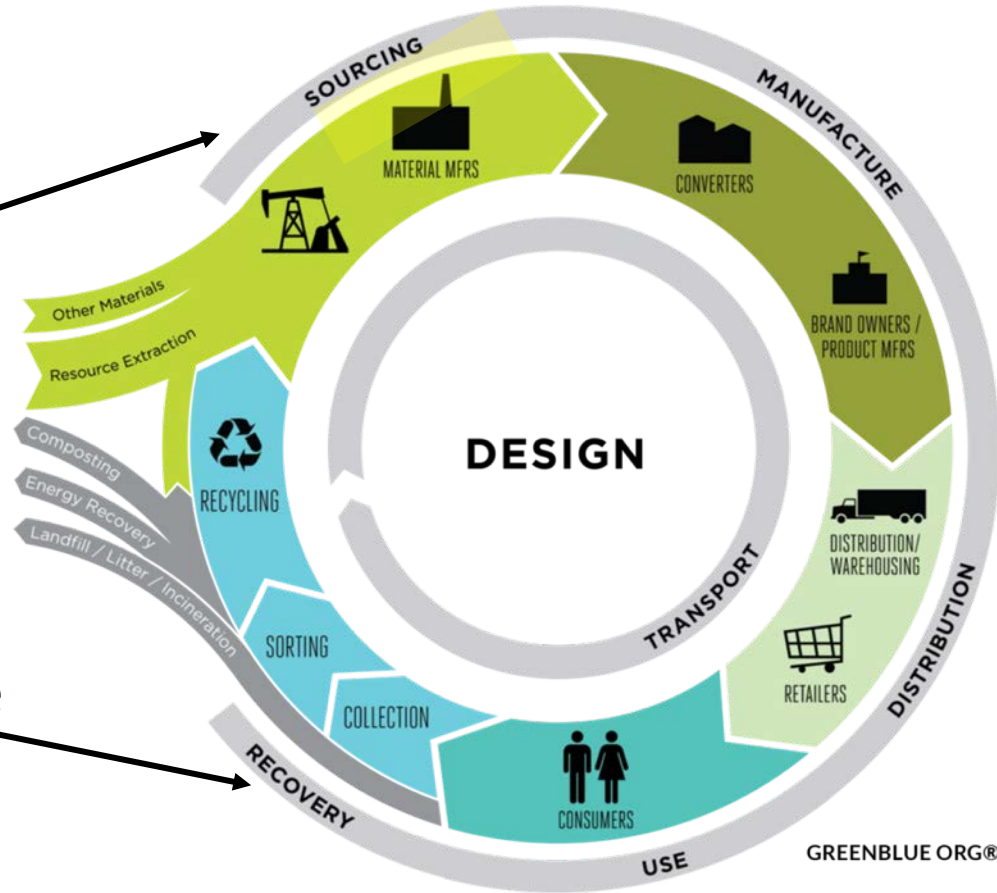 SOURCING
MANUFACTURE
MATERIAL MFRS
CONVERTERS
Other Materials
Resource Extraction
BRAND OWNERS /
PRODUCT MFRS
Composting
Energy Recovery
Landfill / Litter / Incineration
RECYCLING
DESIGN
DISTRIBUTION/
WAREHOUSING
TRANSPORT
DISTRIBUTION
SORTING
RETAILERS
COLLECTION
RECOVERY
CONSUMERS
USE
GREENBLUE ORG®